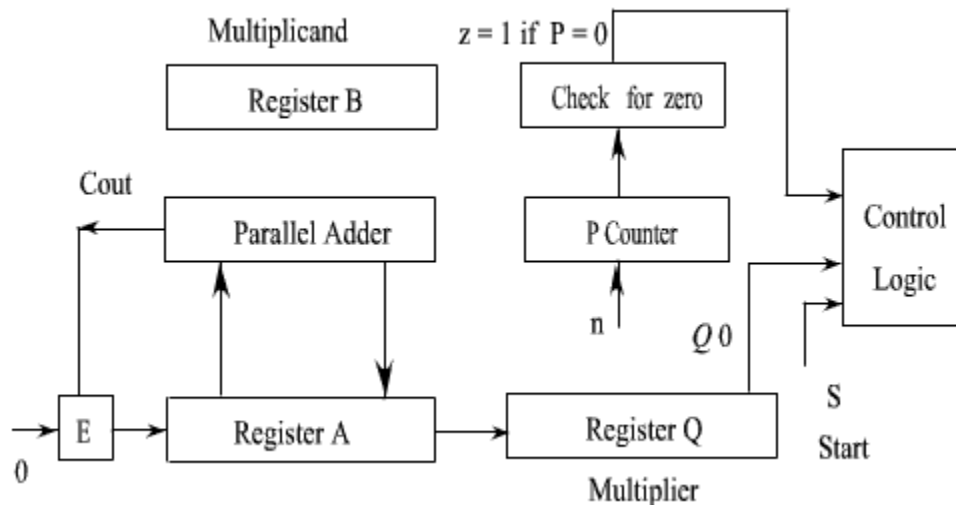 Multiplicand
z = 1 if P = 0
Register B
Check for zero
Cout
Parallel Adder
P Counter
Control
Logic
n
Q 0
S
Start
0
E
Register A
Register Q
Multiplier